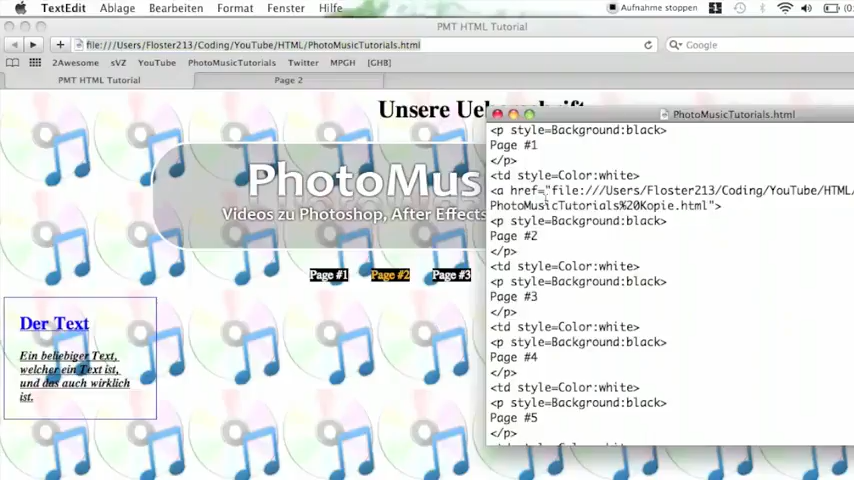 TextEdit Ablage Bearbeiten Format Fenster Hilfe Aufnahme stoppen
PMT HTML Tutorial
file:///Users/Floster213/Coding/YouTube/HTML/PhotoMusicTutorials.html
Google
2Awesome sVZ YouTube PhotoMusicTutorials Twitter MPGH [GHB]
PMT HTML Tutorial Page 2
Unsere
PhotoMus
Videos zu Photoshop, After Effects
Page #1 Page #2 Page #3
Der Text
Ein beliebiger Text,
welcher ein Text ist,
und das auch wirklich
ist.
PhotoMusicTutorials.html
<p style=Background:black>
Page #1
</p>
<td style=Color:white>
<a href="file:///Users/Floster213/Coding/YouTube/HTML/
PhotoMusicTutorials%20Kopie.html">
<p style=Background:black>
Page #2
</p>
<td style=Color:white>
<p style=Background:black>
Page #3
</p>
<td style=Color:white>
<p style=Background:black>
Page #4
</p>
<td style=Color:white>
<p style=Background:black>
Page #5
</p>